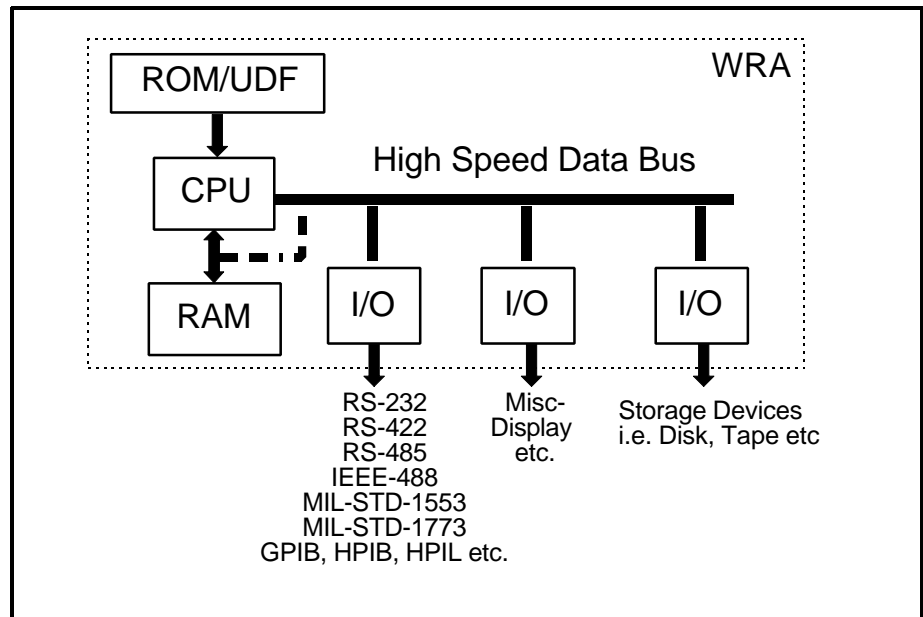 WRA
ROM/UDF
High Speed Data Bus
CPU
RAM
I/O
I/O
I/O
RS-232
RS-422
RS-485
IEEE-488
MIL-STD-1553
MIL-STD-1773
GPIB, HPIB, HPIL etc.
Misc-
Display
etc.
Storage Devices
i.e. Disk, Tape etc